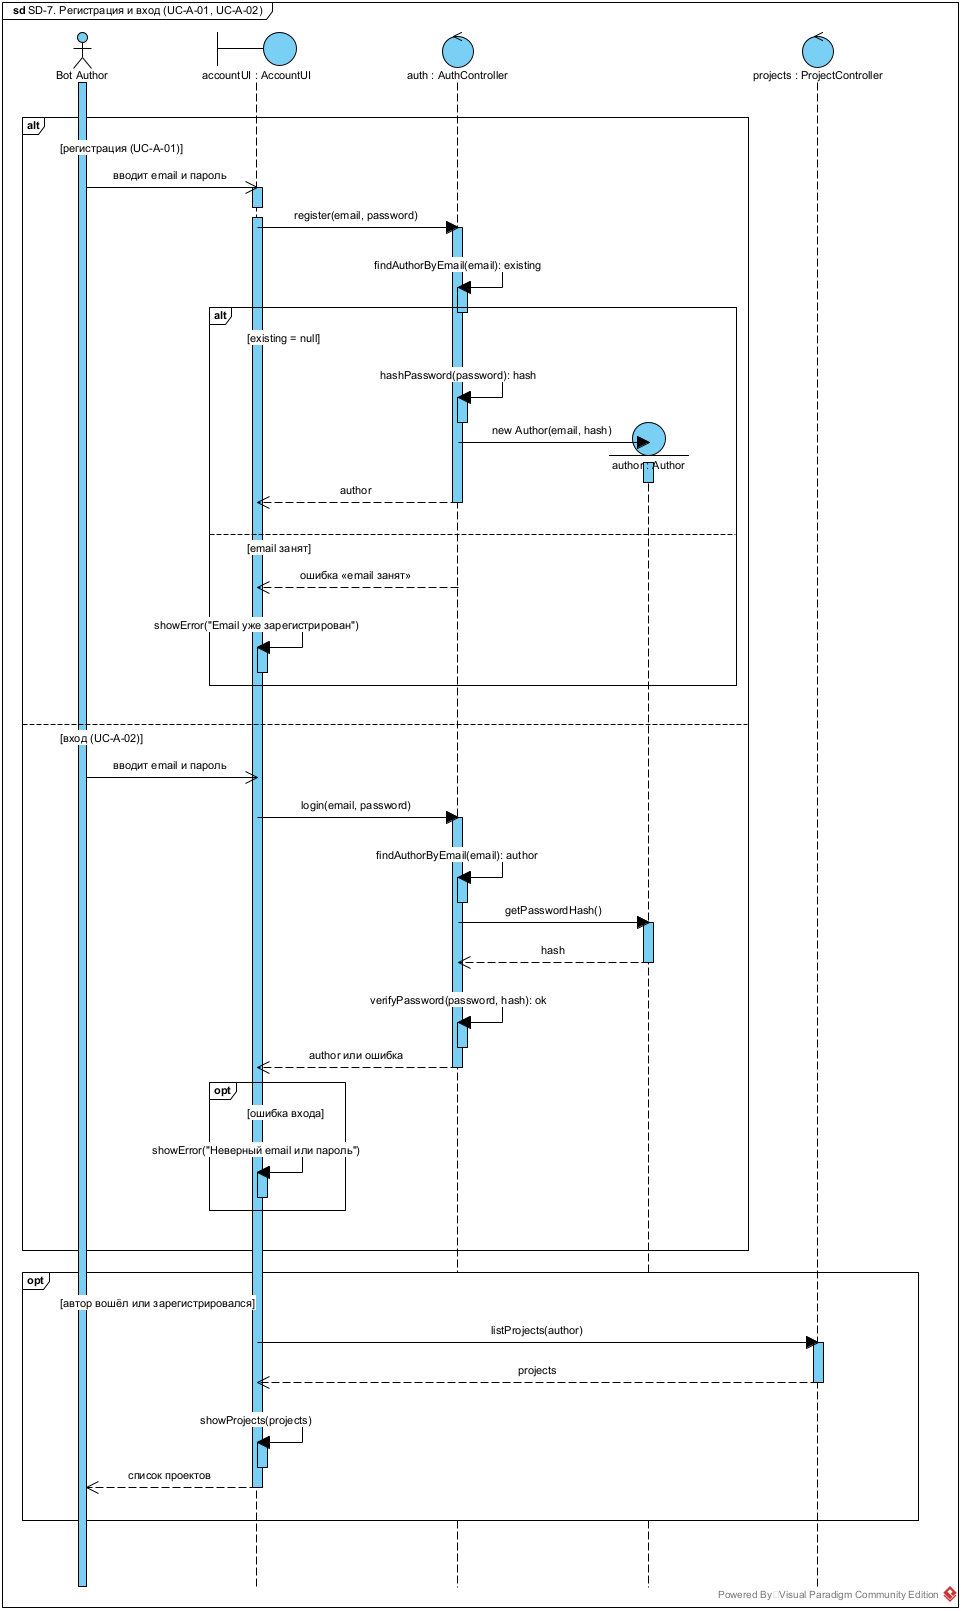 sd SD-7. Регистрация и вход (UC-A-01, UC-A-02)
Bot Author
accountUI : AccountUI
auth : AuthController
projects : ProjectController
alt
[регистрация (UC-A-01)]
вводит email и пароль
register(email, password)
findAuthorByEmail(email): existing
alt
[existing = null]
hashPassword(password): hash
new Author(email, hash)
author : Author
author
[email занят]
ошибка «email занят»
showError("Email уже зарегистрирован")
[вход (UC-A-02)]
вводит email и пароль
login(email, password)
findAuthorByEmail(email): author
getPasswordHash()
hash
verifyPassword(password, hash): ok
author или ошибка
opt
[ошибка входа]
showError("Неверный email или пароль")
opt
[автор вошёл или зарегистрировался]
listProjects(author)
projects
showProjects(projects)
список проектов
Powered By Visual Paradigm Community Edition